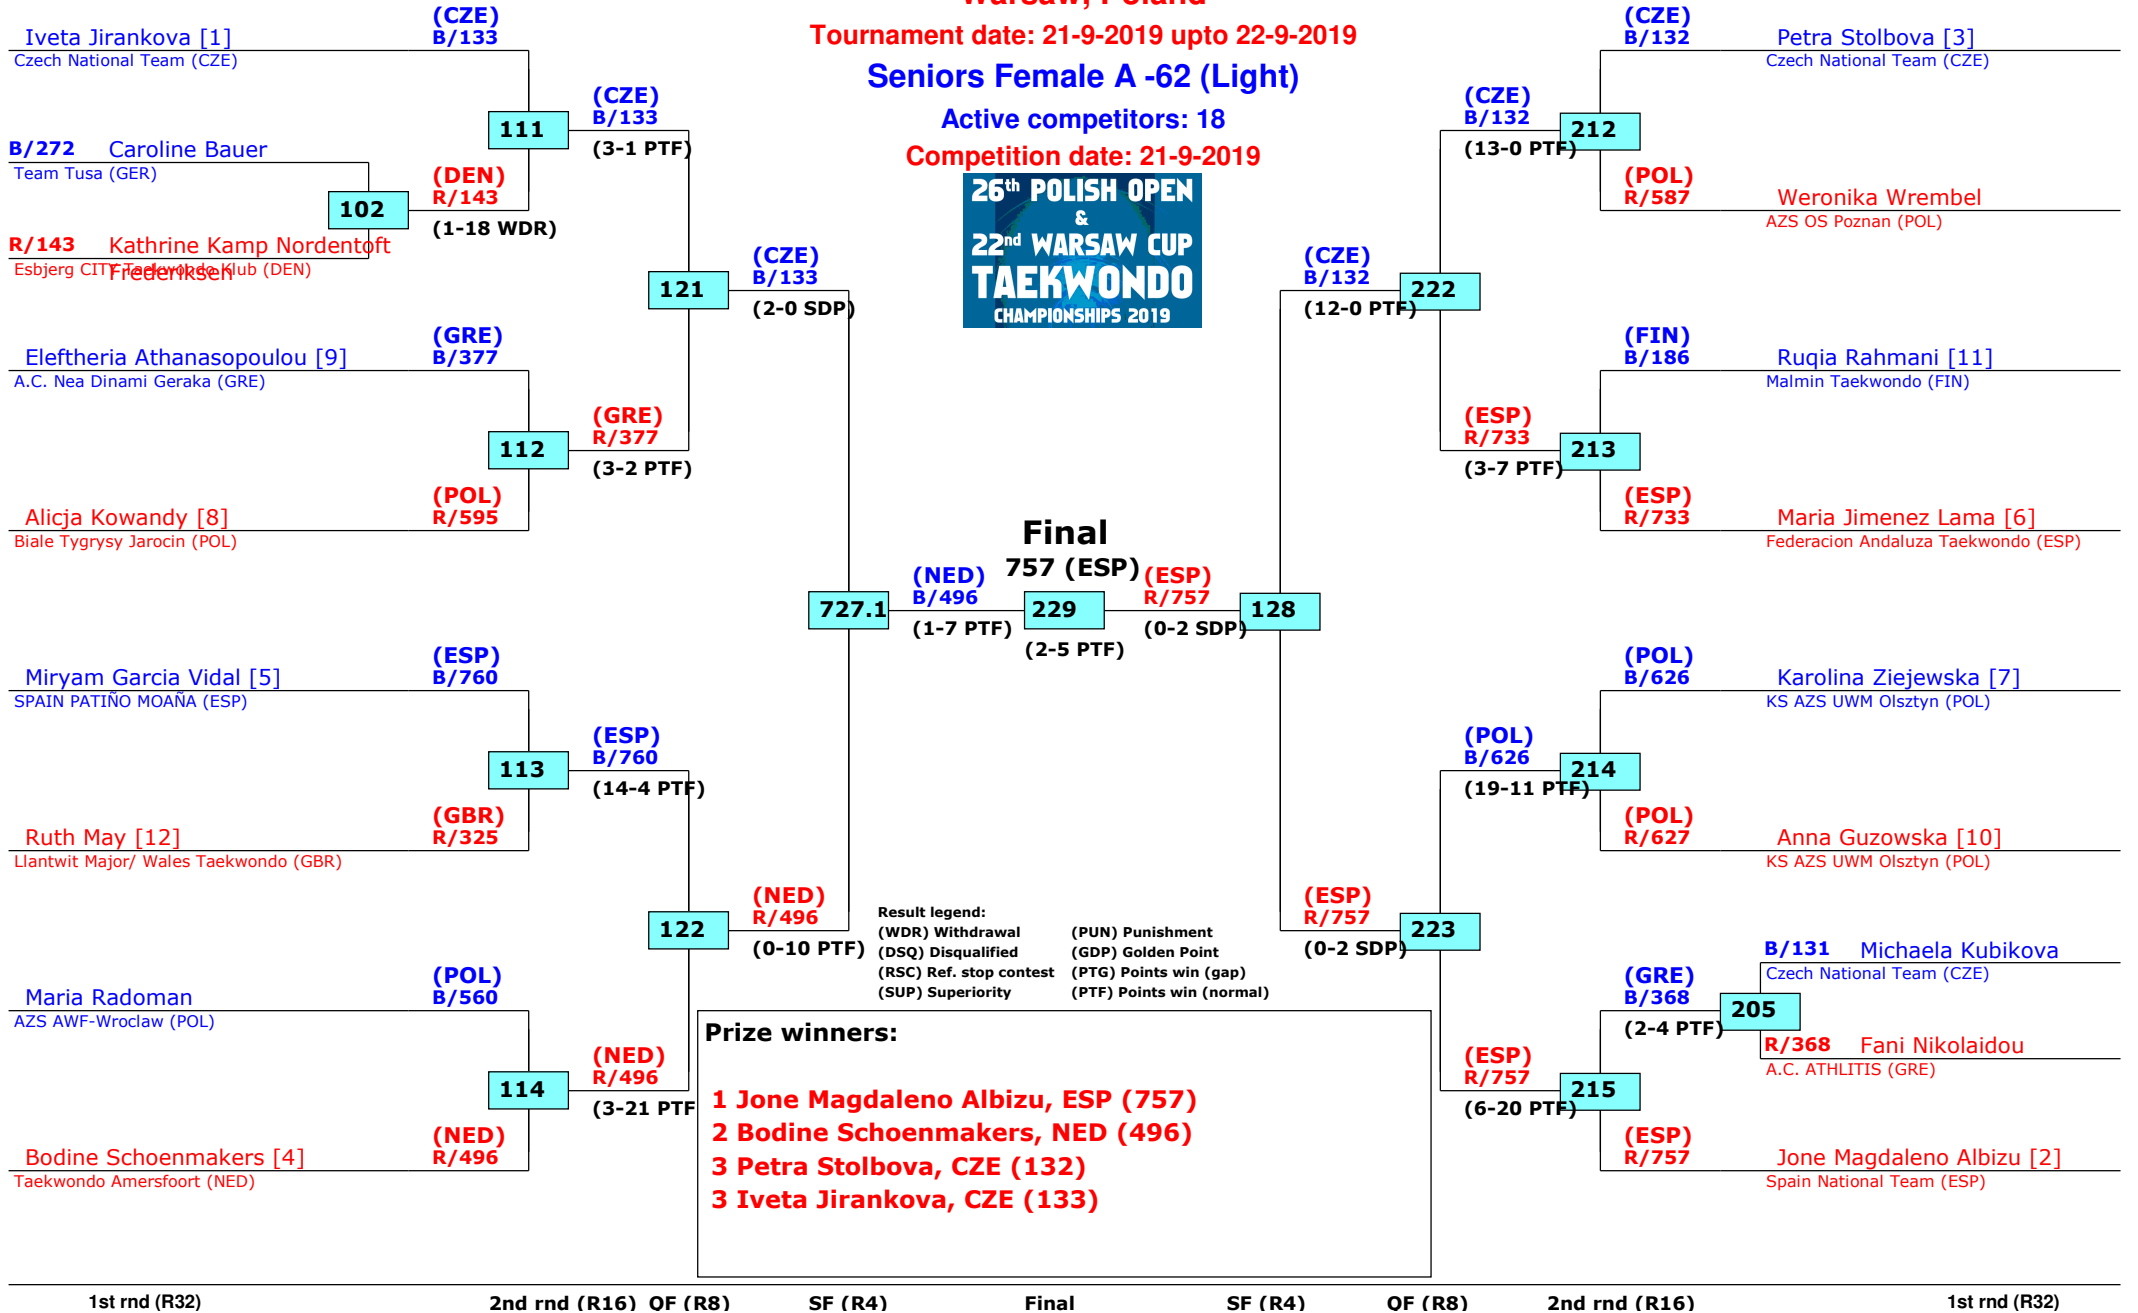 Warsaw, Poland
Tournament date: 21-9-2019 upto 22-9-2019
Seniors Female A -62 (Light)
Active competitors: 18
Competition date: 21-9-2019
26th POLISH OPEN
&
22nd WARSAW CUP
TAEKWONDO
CHAMPIONSHIPS 2019
Iveta Jirankova [1]
Czech National Team (CZE)
(CZE)
B/133
B/272 Caroline Bauer
Team Tusa (GER)
R/143 Kathrine Kamp Nordentoft
Frederiksen
Esbjerg CITY Taekwondo Klub (DEN)
102
(DEN)
R/143
(1-18 WDR)
111
(CZE)
B/133
(3-1 PTF)
Eleftheria Athanasopoulou [9]
A.C. Nea Dinami Geraka (GRE)
(GRE)
B/377
Alicja Kowandy [8]
Biale Tygrysy Jarocin (POL)
(POL)
R/595
112
(GRE)
R/377
(3-2 PTF)
121
(CZE)
B/133
(2-0 SDP)
Miryam Garcia Vidal [5]
SPAIN PATIÑO MOAÑA (ESP)
(ESP)
B/760
Ruth May [12]
Llantwit Major/ Wales Taekwondo (GBR)
(GBR)
R/325
113
(ESP)
B/760
(14-4 PTF)
Maria Radoman
AZS AWF-Wroclaw (POL)
(POL)
B/560
Bodine Schoenmakers [4]
Taekwondo Amersfoort (NED)
(NED)
R/496
114
(NED)
R/496
(3-21 PTF
122
(NED)
R/496
(0-10 PTF)
727.1
(NED)
B/496
(1-7 PTF)
Final
757 (ESP)
229
(2-5 PTF)
(ESP)
R/757
(0-2 SDP)
128
(CZE)
B/132
(12-0 PTF)
222
(CZE)
B/132
(13-0 PTF)
212
(CZE)
B/132
Petra Stolbova [3]
Czech National Team (CZE)
(POL)
R/587
Weronika Wrembel
AZS OS Poznan (POL)
(ESP)
R/733
(3-7 PTF)
213
(FIN)
B/186
Ruqia Rahmani [11]
Malmin Taekwondo (FIN)
(ESP)
R/733
Maria Jimenez Lama [6]
Federacion Andaluza Taekwondo (ESP)
(ESP)
R/757
(0-2 SDP)
223
(POL)
B/626
(19-11 PTF)
214
(POL)
B/626
Karolina Ziejewska [7]
KS AZS UWM Olsztyn (POL)
(POL)
R/627
Anna Guzowska [10]
KS AZS UWM Olsztyn (POL)
(ESP)
R/757
(6-20 PTF)
215
(GRE)
B/368
(2-4 PTF)
205
B/131 Michaela Kubikova
Czech National Team (CZE)
R/368 Fani Nikolaidou
A.C. ATHLITIS (GRE)
(ESP)
R/757
Jone Magdaleno Albizu [2]
Spain National Team (ESP)
Result legend:
(WDR) Withdrawal (PUN) Punishment
(DSQ) Disqualified (GDP) Golden Point
(RSC) Ref. stop contest (PTG) Points win (gap)
(SUP) Superiority (PTF) Points win (normal)
Prize winners:
1 Jone Magdaleno Albizu, ESP (757)
2 Bodine Schoenmakers, NED (496)
3 Petra Stolbova, CZE (132)
3 Iveta Jirankova, CZE (133)
1st rnd (R32) 2nd rnd (R16) QF (R8) SF (R4) Final SF (R4) QF (R8) 2nd rnd (R16) 1st rnd (R32)